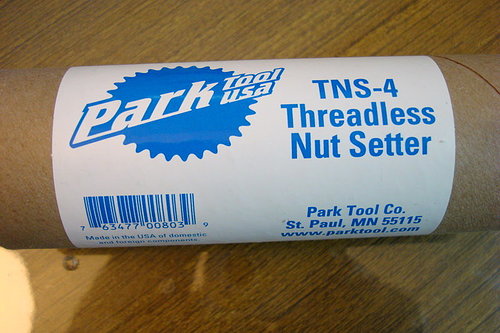 Park Tool USA
TNS-4
Threadless
Nut Setter
7 63477 00803 9
Made in the USA of domestic
and foreign components
Park Tool Co.
St. Paul, MN 55115
www.parktool.com